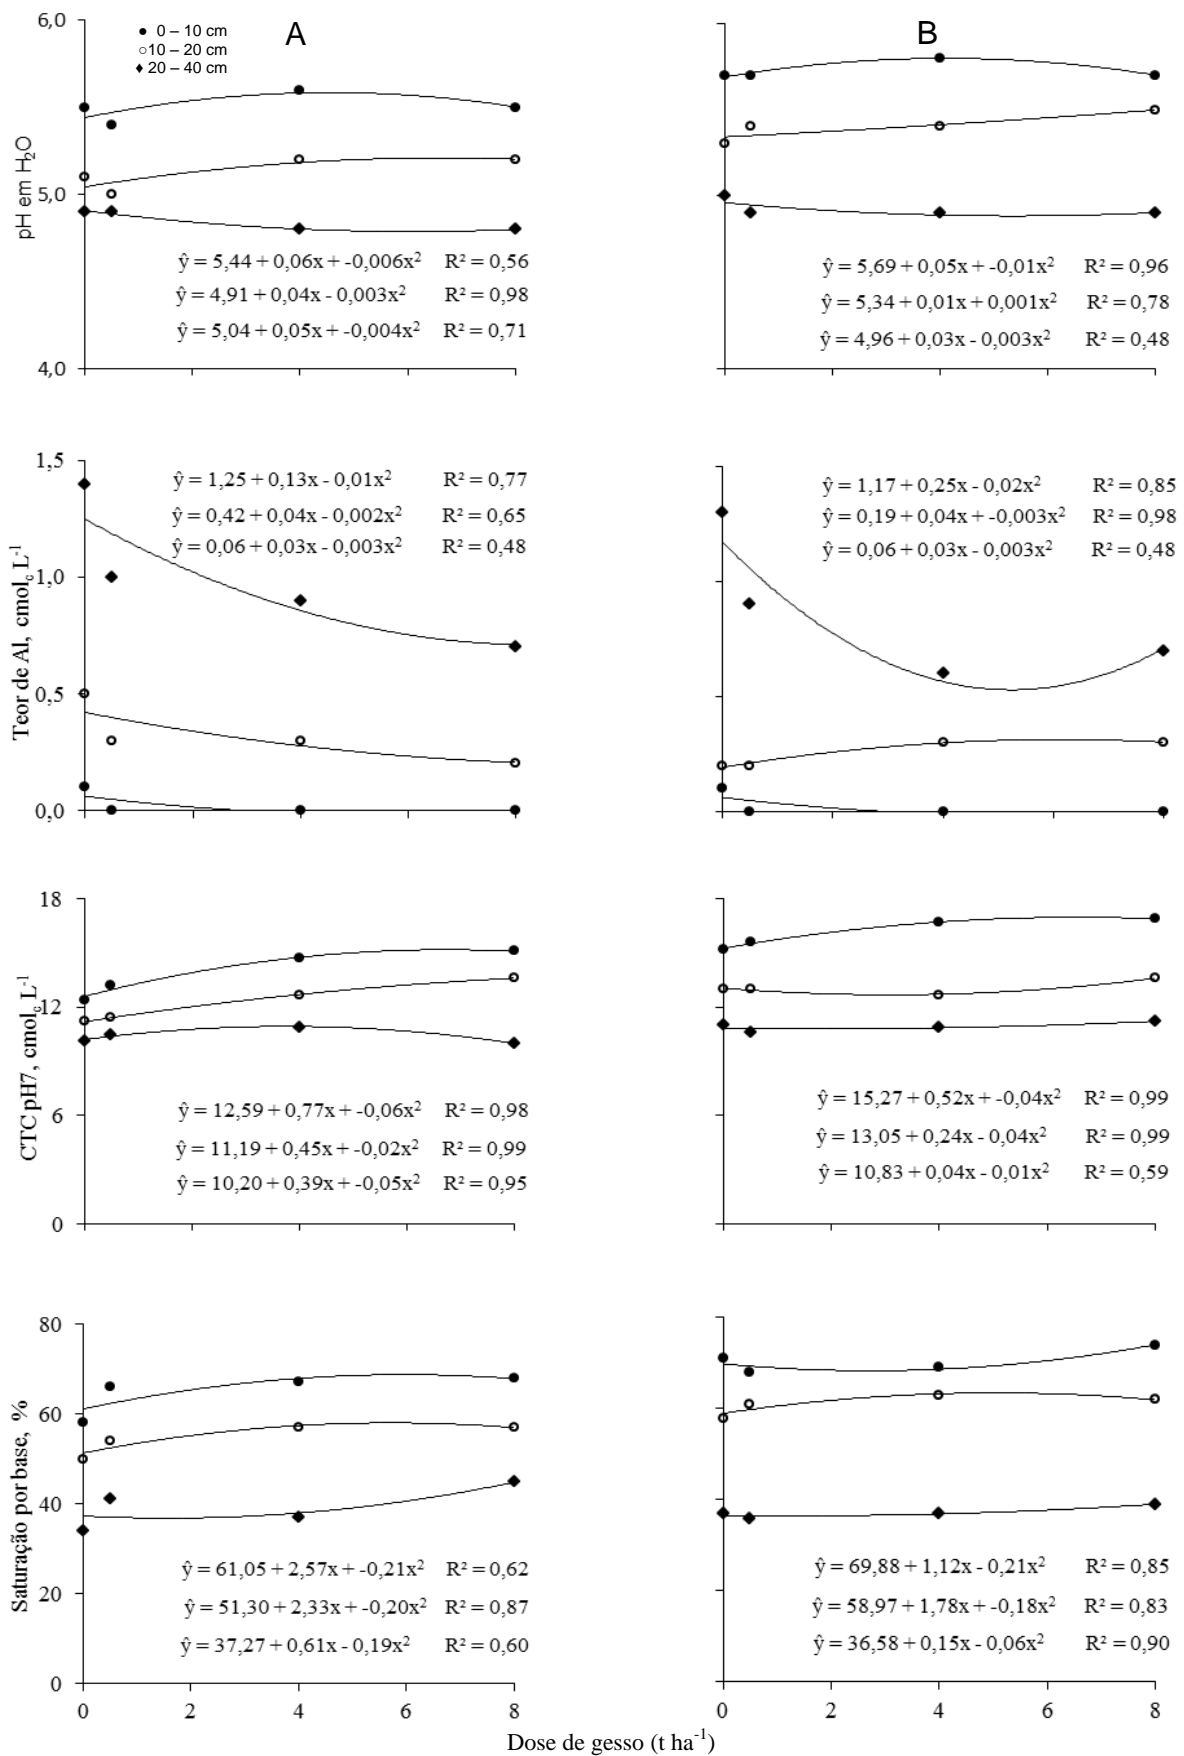 ● 0 – 10 cm
○10 – 20 cm
♦ 20 – 40 cm
A
B
6,0
5,0
4,0
pH em H₂O
ŷ = 5,44 + 0,06x + -0,006x² R² = 0,56
ŷ = 4,91 + 0,04x - 0,003x² R² = 0,98
ŷ = 5,04 + 0,05x + -0,004x² R² = 0,71
ŷ = 5,69 + 0,05x + -0,01x² R² = 0,96
ŷ = 5,34 + 0,01x + 0,001x² R² = 0,78
ŷ = 4,96 + 0,03x - 0,003x² R² = 0,48
1,5
1,0
0,5
0,0
Teor de Al, cmol꜀ L⁻¹
ŷ = 1,25 + 0,13x - 0,01x² R² = 0,77
ŷ = 0,42 + 0,04x - 0,002x² R² = 0,65
ŷ = 0,06 + 0,03x - 0,003x² R² = 0,48
ŷ = 1,17 + 0,25x - 0,02x² R² = 0,85
ŷ = 0,19 + 0,04x + -0,003x² R² = 0,98
ŷ = 0,06 + 0,03x - 0,003x² R² = 0,48
18
12
6
0
CTC pH7, cmol꜀ L⁻¹
ŷ = 12,59 + 0,77x + -0,06x² R² = 0,98
ŷ = 11,19 + 0,45x + -0,02x² R² = 0,99
ŷ = 10,20 + 0,39x + -0,05x² R² = 0,95
ŷ = 15,27 + 0,52x + -0,04x² R² = 0,99
ŷ = 13,05 + 0,24x - 0,04x² R² = 0,99
ŷ = 10,83 + 0,04x - 0,01x² R² = 0,59
80
60
40
20
0
Saturação por base, %
ŷ = 61,05 + 2,57x + -0,21x² R² = 0,62
ŷ = 51,30 + 2,33x + -0,20x² R² = 0,87
ŷ = 37,27 + 0,61x - 0,19x² R² = 0,60
ŷ = 69,88 + 1,12x - 0,21x² R² = 0,85
ŷ = 58,97 + 1,78x + -0,18x² R² = 0,83
ŷ = 36,58 + 0,15x - 0,06x² R² = 0,90
0 2 4 6 8
0 2 4 6 8
Dose de gesso (t ha⁻¹)